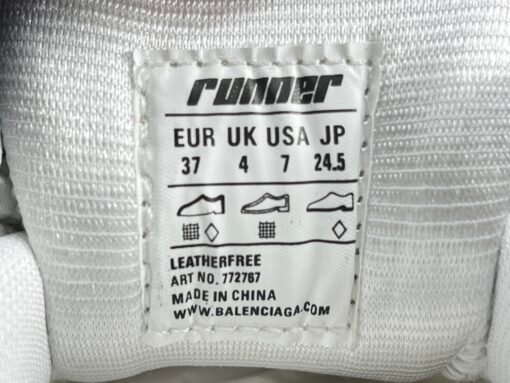 runner
EUR UK USA JP
37 4 7 24.5
LEATHERFREE
ART NO. 772767
MADE IN CHINA
WWW.BALENCIAGA.COM